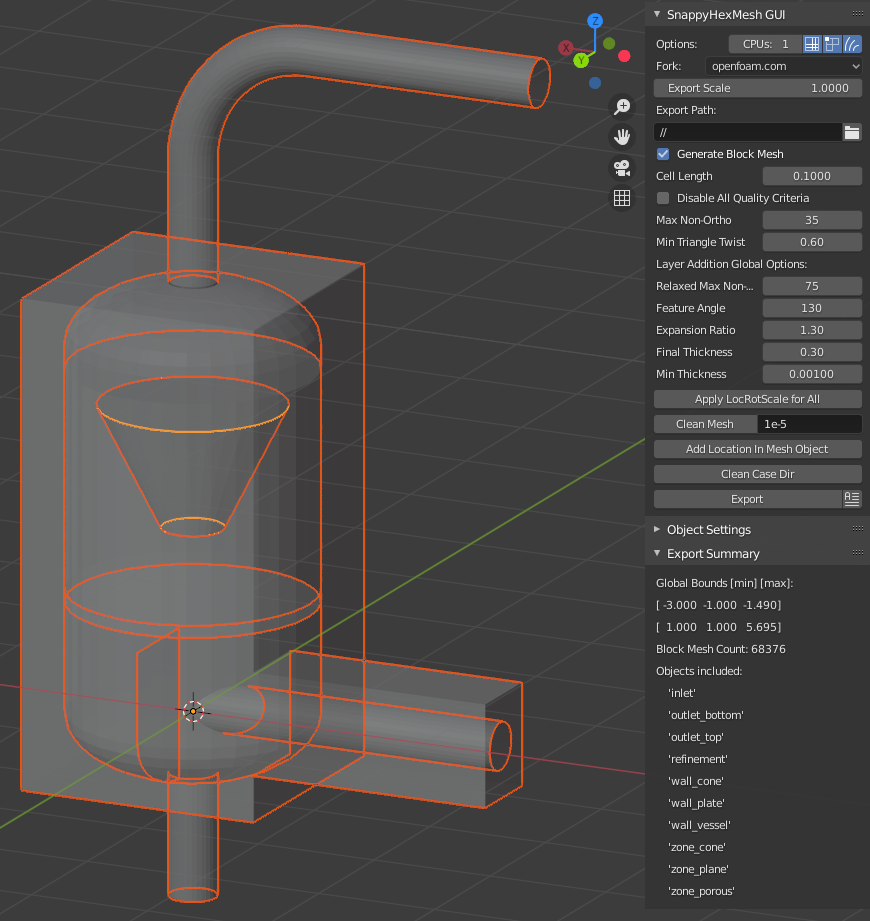 SnappyHexMesh GUI
Options: CPUs: 1
Fork: openfoam.com
Export Scale 1.0000
Export Path:
//
Generate Block Mesh
Cell Length 0.1000
Disable All Quality Criteria
Max Non-Ortho 35
Min Triangle Twist 0.60
Layer Addition Global Options:
Relaxed Max Non-... 75
Feature Angle 130
Expansion Ratio 1.30
Final Thickness 0.30
Min Thickness 0.00100
Apply LocRotScale for All
Clean Mesh 1e-5
Add Location In Mesh Object
Clean Case Dir
Export
Object Settings
Export Summary
Global Bounds [min] [max]:
[ -3.000 -1.000 -1.490]
[ 1.000 1.000 5.695]
Block Mesh Count: 68376
Objects included:
'inlet'
'outlet_bottom'
'outlet_top'
'refinement'
'wall_cone'
'wall_plate'
'wall_vessel'
'zone_cone'
'zone_plane'
'zone_porous'
Z
X
Y